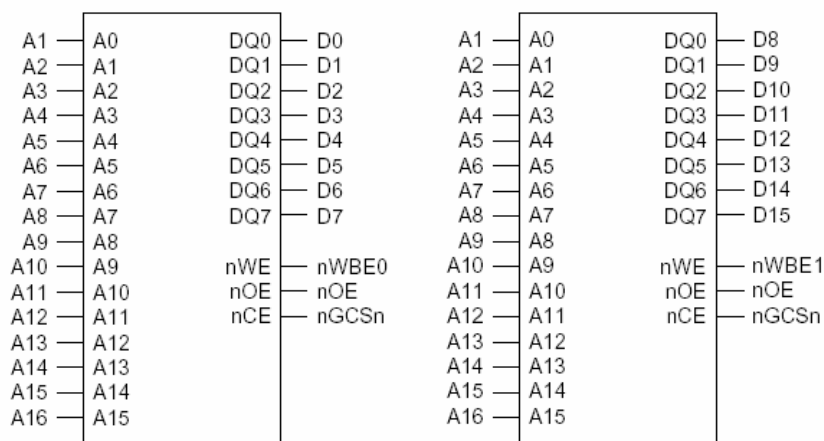 A1 A0 DQ0 D0 A1 A0 DQ0 D8
A2 A1 DQ1 D1 A2 A1 DQ1 D9
A3 A2 DQ2 D2 A3 A2 DQ2 D10
A4 A3 DQ3 D3 A4 A3 DQ3 D11
A5 A4 DQ4 D4 A5 A4 DQ4 D12
A6 A5 DQ5 D5 A6 A5 DQ5 D13
A7 A6 DQ6 D6 A7 A6 DQ6 D14
A8 A7 DQ7 D7 A8 A7 DQ7 D15
A9 A8 A9 A8
A10 A9 nWE nWBE0 A10 A9 nWE nWBE1
A11 A10 nOE nOE A11 A10 nOE nOE
A12 A11 nCE nGCSn A12 A11 nCE nGCSn
A13 A12 A13 A12
A14 A13 A14 A13
A15 A14 A15 A14
A16 A15 A16 A15